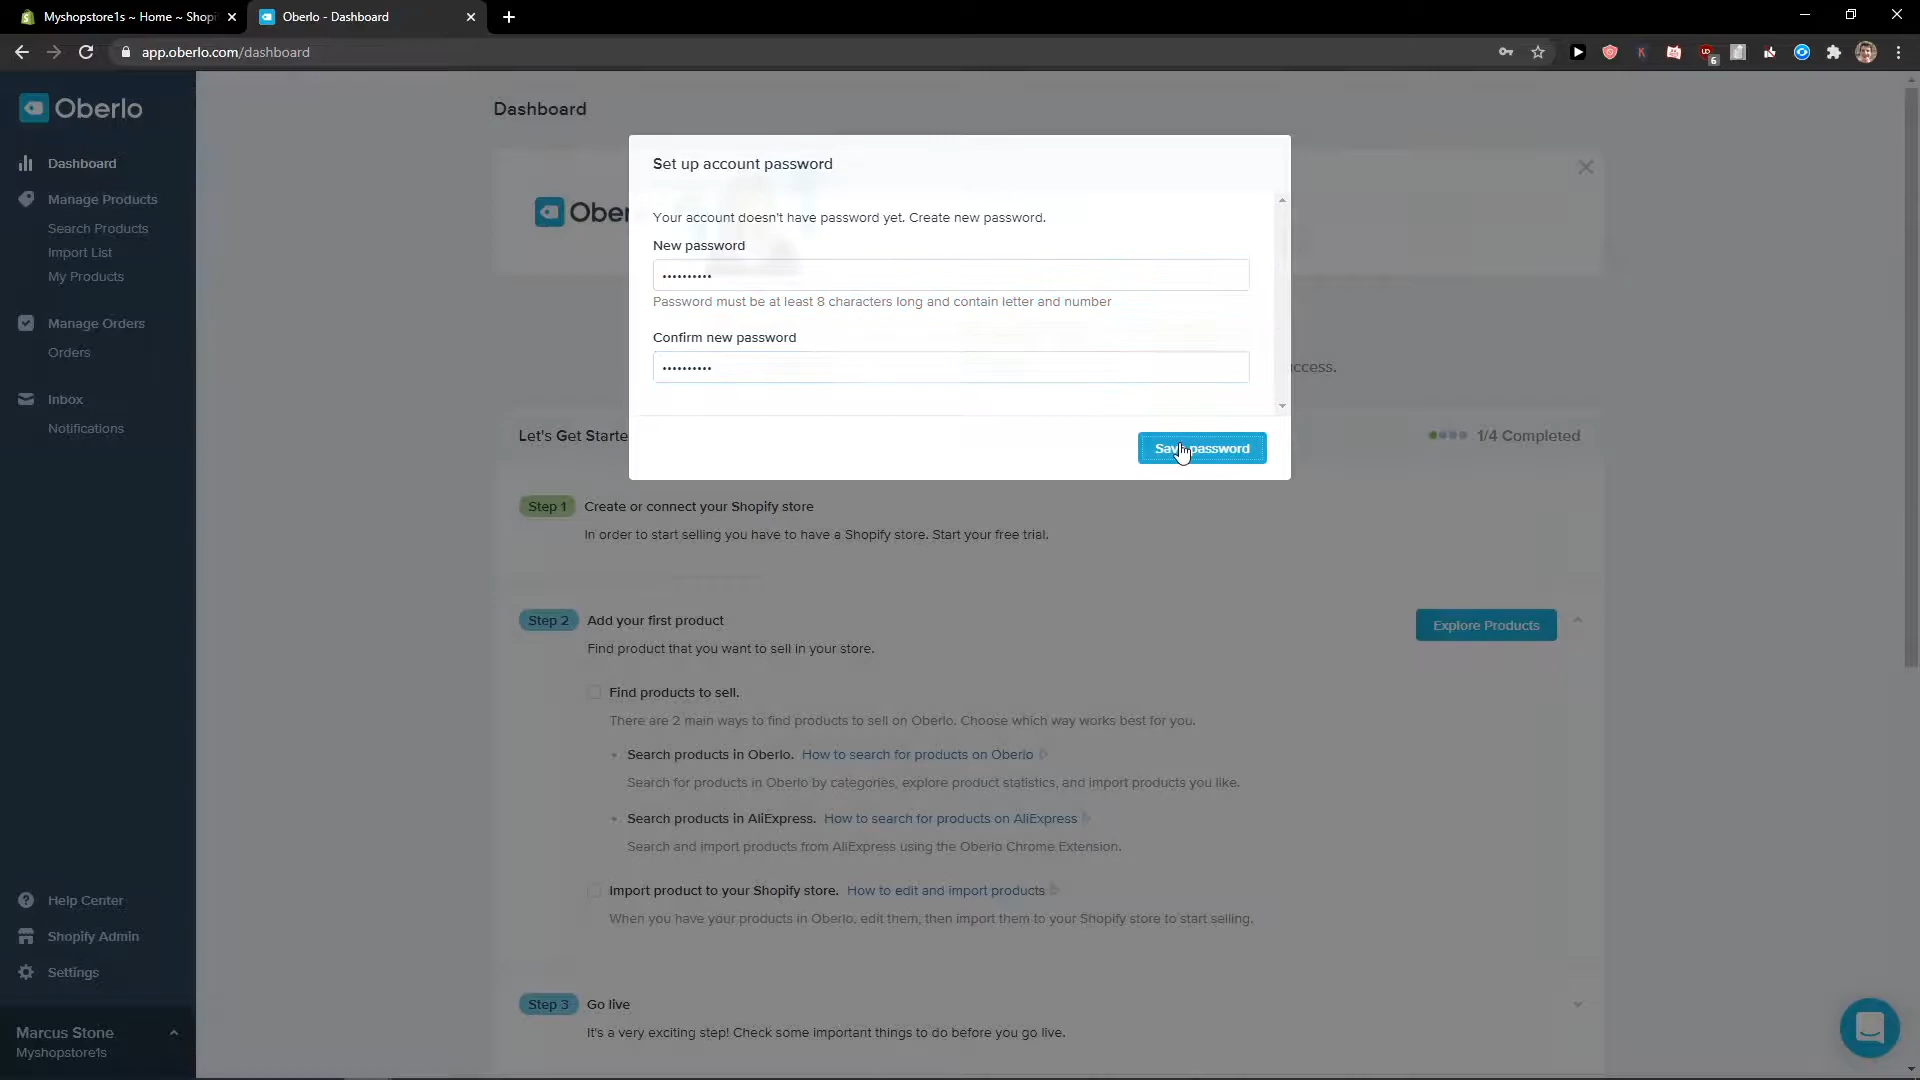 Myshopstore1s ~ Home ~ Shopi
Oberlo - Dashboard
app.oberlo.com/dashboard
6
Oberlo
Dashboard
Manage Products
Search Products
Import List
My Products
Manage Orders
Orders
Inbox
Notifications
Help Center
Shopify Admin
Settings
Marcus Stone
Myshopstore1s
Dashboard
Ober
Set up account password
Your account doesn't have password yet. Create new password.
New password
••••••••••
Password must be at least 8 characters long and contain letter and number
Confirm new password
••••••••••
Save password
Let's Get Starte
1/4 Completed
Step 1 Create or connect your Shopify store
In order to start selling you have to have a Shopify store. Start your free trial.
Step 2 Add your first product
Explore Products
Find product that you want to sell in your store.
Find products to sell.
There are 2 main ways to find products to sell on Oberlo. Choose which way works best for you.
Search products in Oberlo. How to search for products on Oberlo
Search for products in Oberlo by categories, explore product statistics, and import products you like.
Search products in AliExpress. How to search for products on AliExpress
Search and import products from AliExpress using the Oberlo Chrome Extension.
Import product to your Shopify store. How to edit and import products
When you have your products in Oberlo, edit them, then import them to your Shopify store to start selling.
Step 3 Go live
It's a very exciting step! Check some important things to do before you go live.